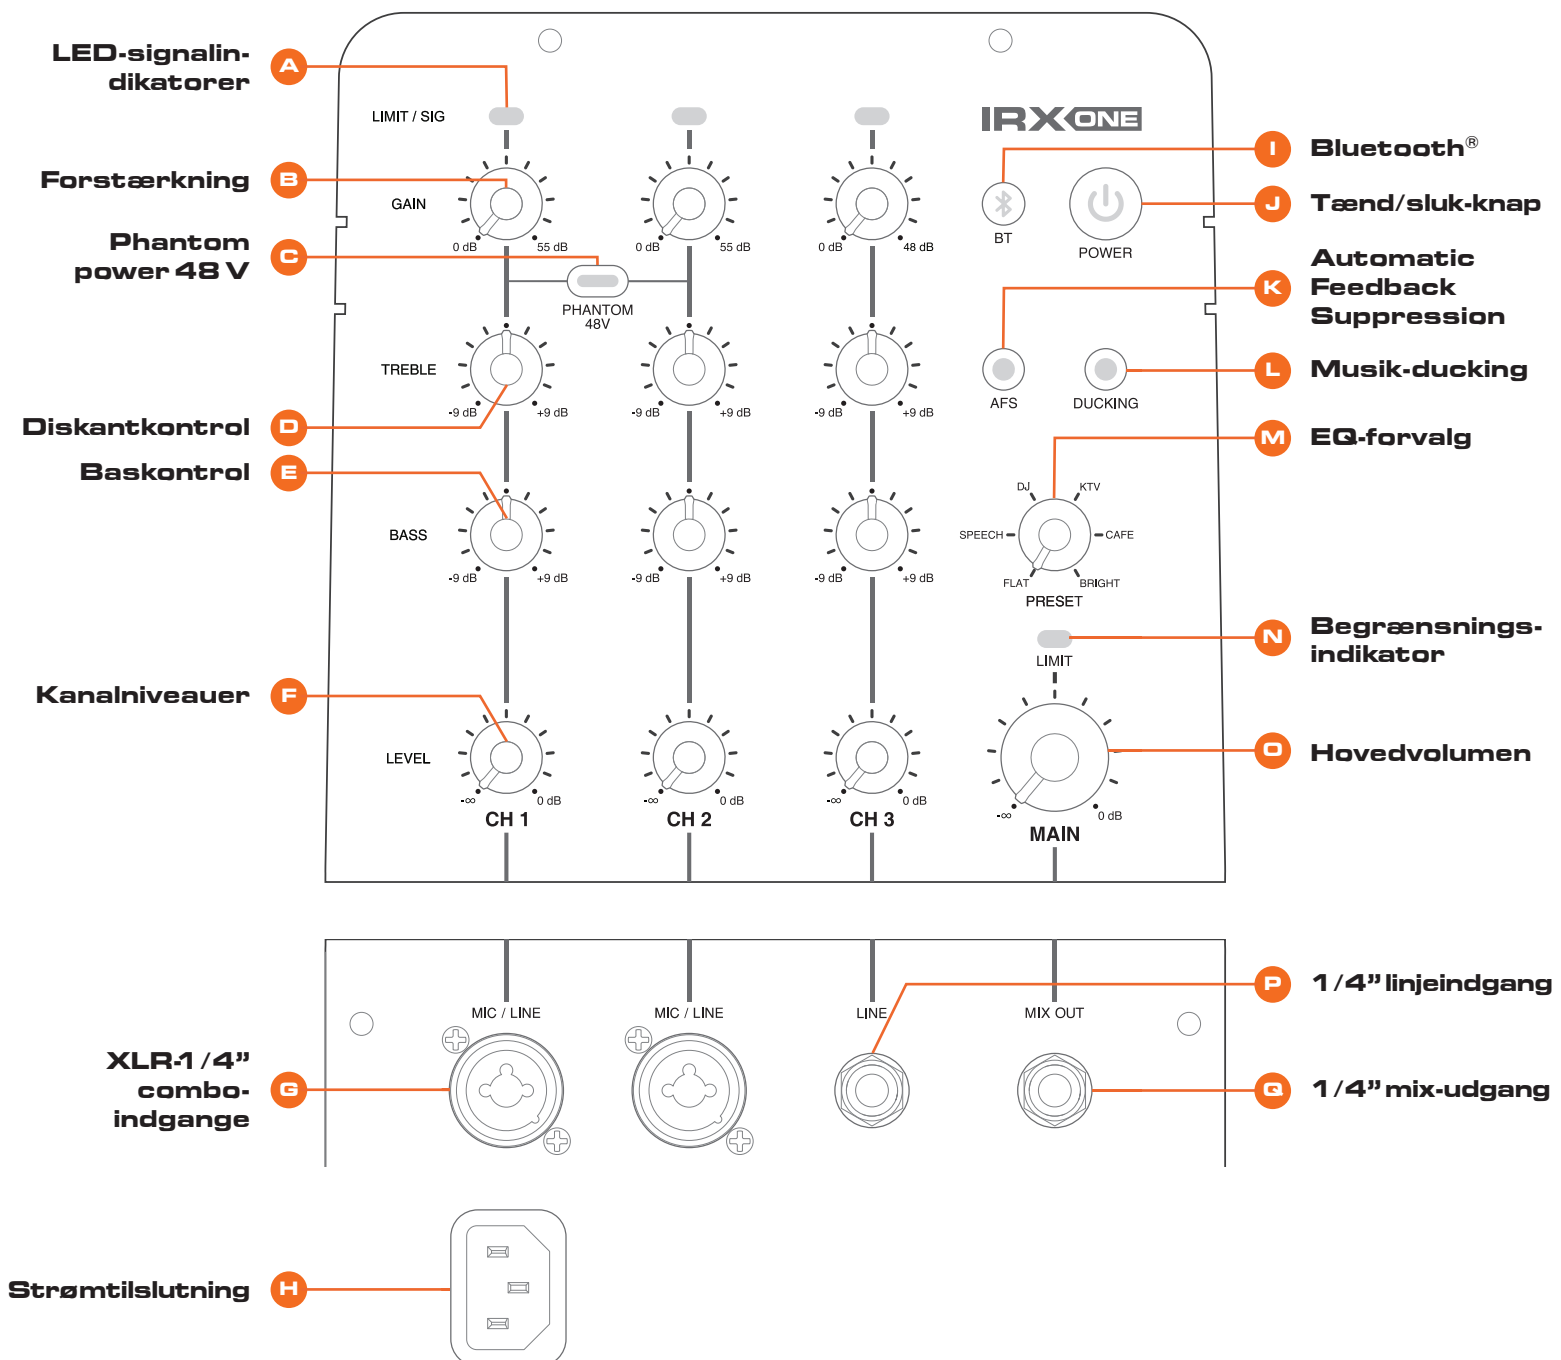 LED-signalin-
dikatorer
A
LIMIT / SIG
IRX ONE
I
Bluetooth®
Forstærkning
B
GAIN
0 dB
55 dB
0 dB
55 dB
0 dB
48 dB
BT
POWER
J
Tænd/sluk-knap
Phantom
power 48 V
C
PHANTOM
48V
K
Automatic
Feedback
Suppression
TREBLE
-9 dB
+9 dB
-9 dB
+9 dB
-9 dB
+9 dB
AFS
DUCKING
L
Musik-ducking
Diskantkontrol
D
M
EQ-forvalg
Baskontrol
E
BASS
-9 dB
+9 dB
-9 dB
+9 dB
-9 dB
+9 dB
DJ
KTV
SPEECH
CAFE
FLAT
BRIGHT
PRESET
LIMIT
N
Begrænsnings-
indikator
Kanalniveauer
F
LEVEL
-∞
0 dB
-∞
0 dB
-∞
0 dB
-∞
0 dB
CH 1
CH 2
CH 3
MAIN
O
Hovedvolumen
MIC / LINE
MIC / LINE
LINE
MIX OUT
P
1/4” linjeindgang
XLR-1/4”
combo-
indgange
G
Q
1/4” mix-udgang
Strømtilslutning
H